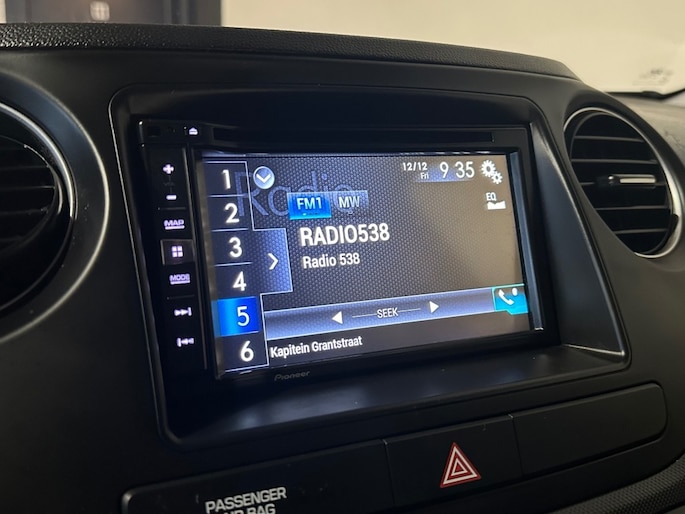 1
2
3
4
5
6
Radio
12/12
Fri
9 35
FM1
MW
EQ
RADIO538
Radio 538
SEEK
Kapitein Grantstraat
MAP
MODE
Pioneer
PASSENGER
BAG